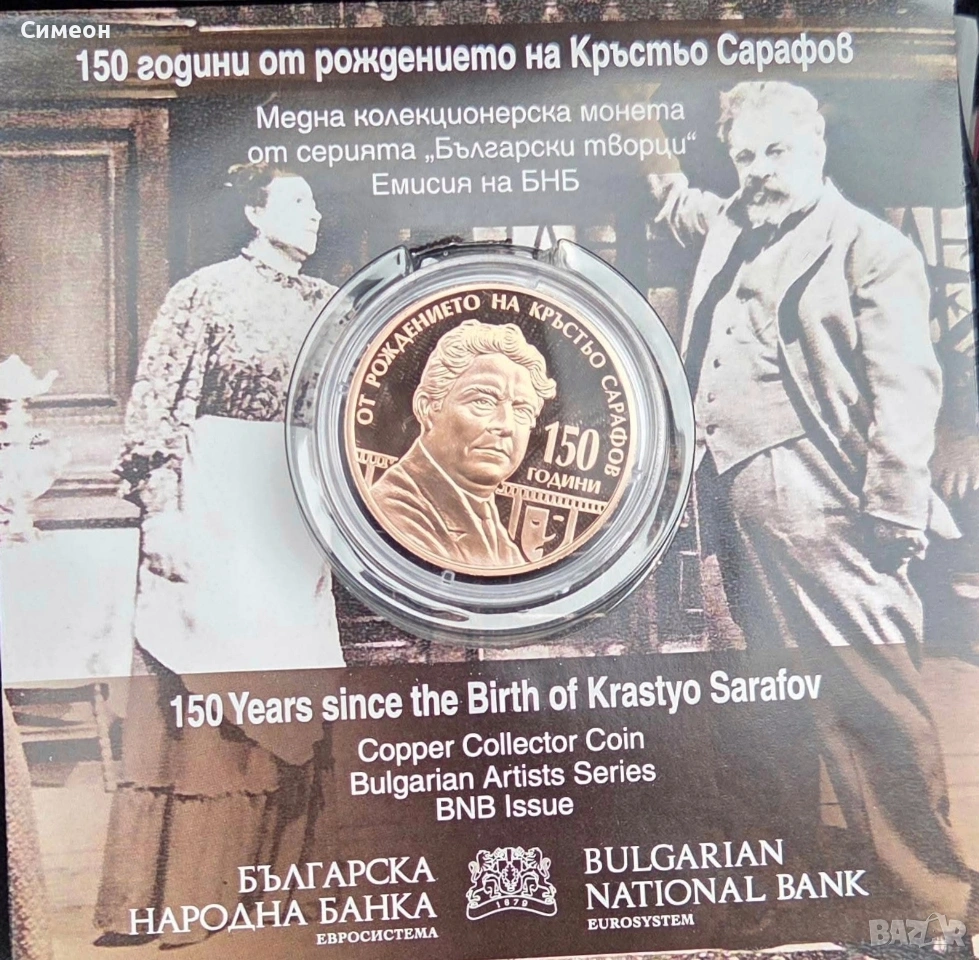 Симеон
150 години от рождението на Кръстьо Сарафов
Медна колекционерска монета
от серията „Български творци“
Емисия на БНБ
ОТ РОЖДЕНИЕТО НА КРЪСТЬО САРАФОВ
150
ГОДИНИ
150 Years since the Birth of Krastyo Sarafov
Copper Collector Coin
Bulgarian Artists Series
BNB Issue
БЪЛГАРСКА
НАРОДНА БАНКА
ЕВРОСИСТЕМА
1879
BULGARIAN
NATIONAL BANK
EUROSYSTEM
BAZAR